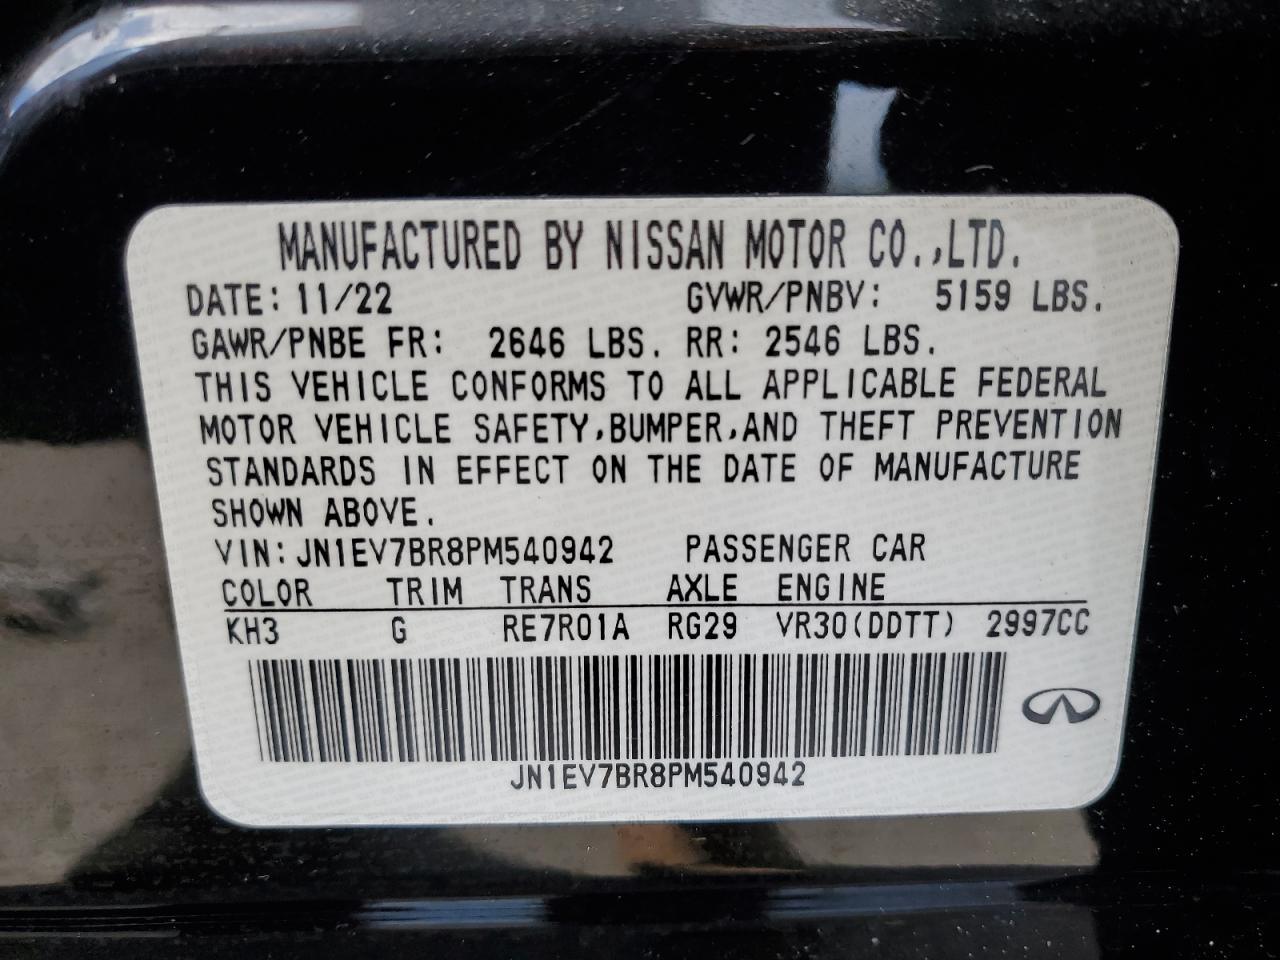 MANUFACTURED BY NISSAN MOTOR CO.,LTD.
DATE: 11/22 GVWR/PNBV: 5159 LBS.
GAWR/PNBE FR: 2646 LBS. RR: 2546 LBS.
THIS VEHICLE CONFORMS TO ALL APPLICABLE FEDERAL
MOTOR VEHICLE SAFETY,BUMPER,AND THEFT PREVENTION
STANDARDS IN EFFECT ON THE DATE OF MANUFACTURE
SHOWN ABOVE.
VIN: JN1EV7BR8PM540942 PASSENGER CAR
COLOR TRIM TRANS AXLE ENGINE
KH3 G RE7R01A RG29 VR30(DDTT) 2997CC
JN1EV7BR8PM540942